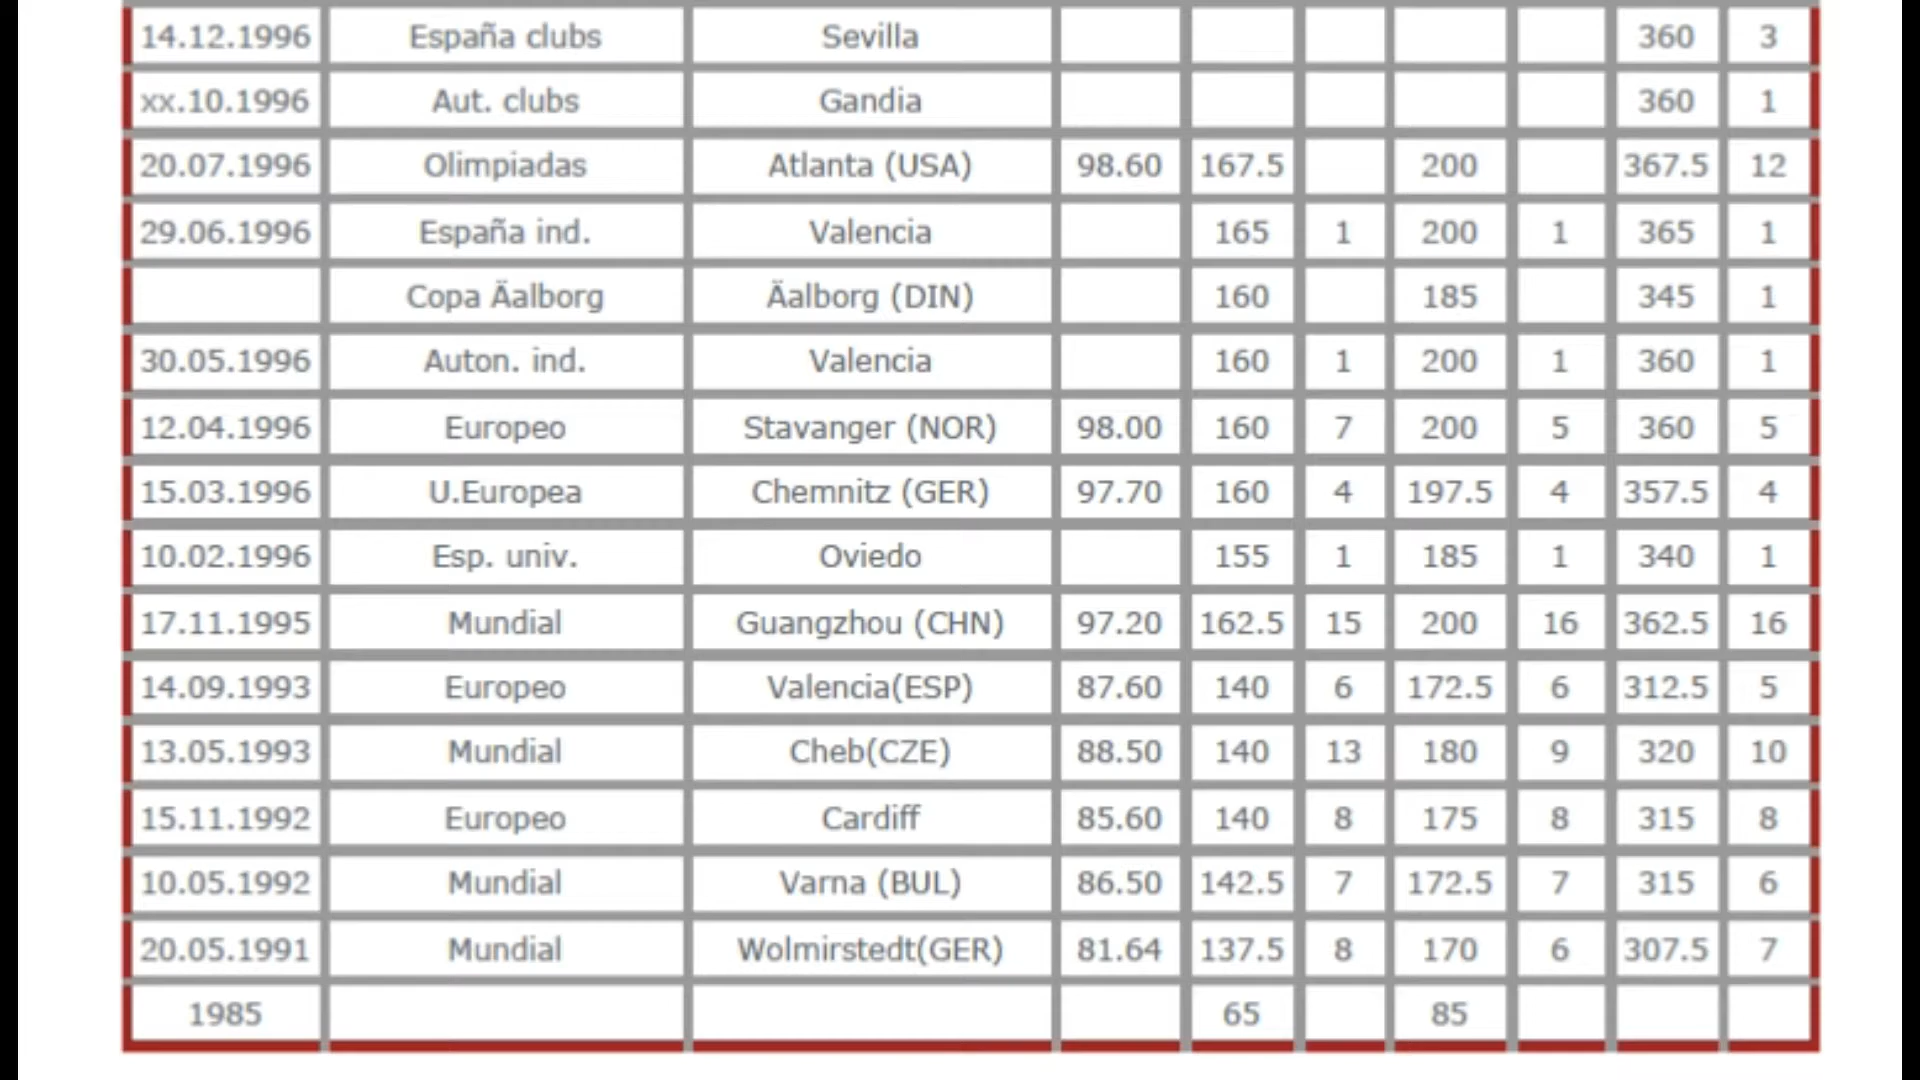 14.12.1996 España clubs Sevilla 360 3
xx.10.1996 Aut. clubs Gandia 360 1
20.07.1996 Olimpiadas Atlanta (USA) 98.60 167.5 200 367.5 12
29.06.1996 España ind. Valencia 165 1 200 1 365 1
Copa Äalborg Äalborg (DIN) 160 185 345 1
30.05.1996 Auton. ind. Valencia 160 1 200 1 360 1
12.04.1996 Europeo Stavanger (NOR) 98.00 160 7 200 5 360 5
15.03.1996 U.Europea Chemnitz (GER) 97.70 160 4 197.5 4 357.5 4
10.02.1996 Esp. univ. Oviedo 155 1 185 1 340 1
17.11.1995 Mundial Guangzhou (CHN) 97.20 162.5 15 200 16 362.5 16
14.09.1993 Europeo Valencia(ESP) 87.60 140 6 172.5 6 312.5 5
13.05.1993 Mundial Cheb(CZE) 88.50 140 13 180 9 320 10
15.11.1992 Europeo Cardiff 85.60 140 8 175 8 315 8
10.05.1992 Mundial Varna (BUL) 86.50 142.5 7 172.5 7 315 6
20.05.1991 Mundial Wolmirstedt(GER) 81.64 137.5 8 170 6 307.5 7
1985 65 85